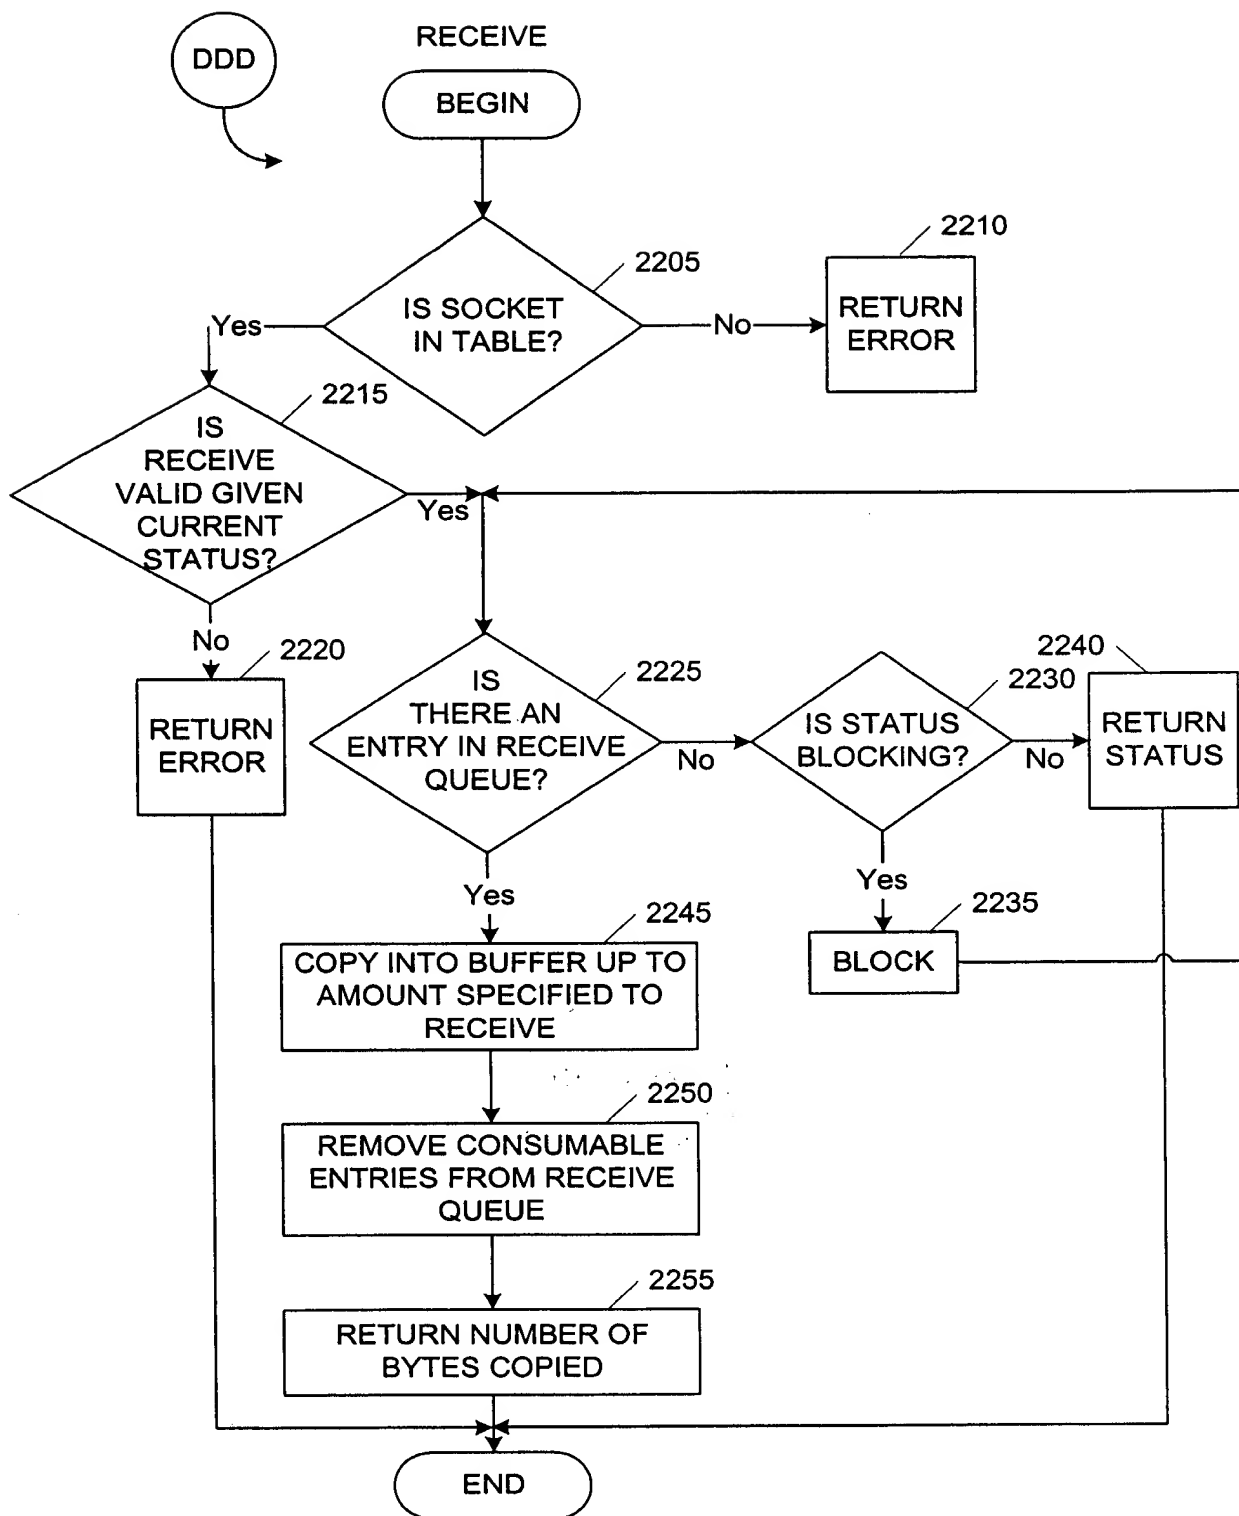 DDD
RECEIVE
BEGIN
2205
IS SOCKET
IN TABLE?
Yes
No
2210
RETURN
ERROR
2215
IS
RECEIVE
VALID GIVEN
CURRENT
STATUS?
Yes
No
2220
RETURN
ERROR
2225
IS
THERE AN
ENTRY IN RECEIVE
QUEUE?
No
2230
IS STATUS
BLOCKING?
No
2240
RETURN
STATUS
Yes
2235
BLOCK
Yes
2245
COPY INTO BUFFER UP TO
AMOUNT SPECIFIED TO
RECEIVE
2250
REMOVE CONSUMABLE
ENTRIES FROM RECEIVE
QUEUE
2255
RETURN NUMBER OF
BYTES COPIED
END